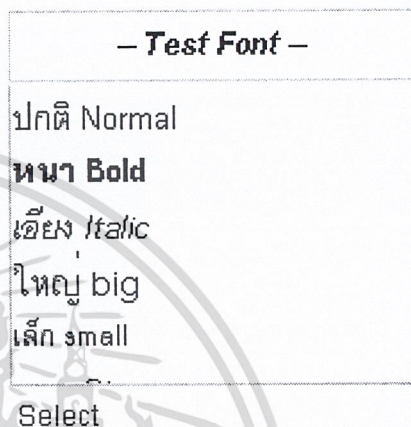 – Test Font –
ปกติ Normal
หนา Bold
เอียง Italic
ใหญ่ big
เล็ก small
Select